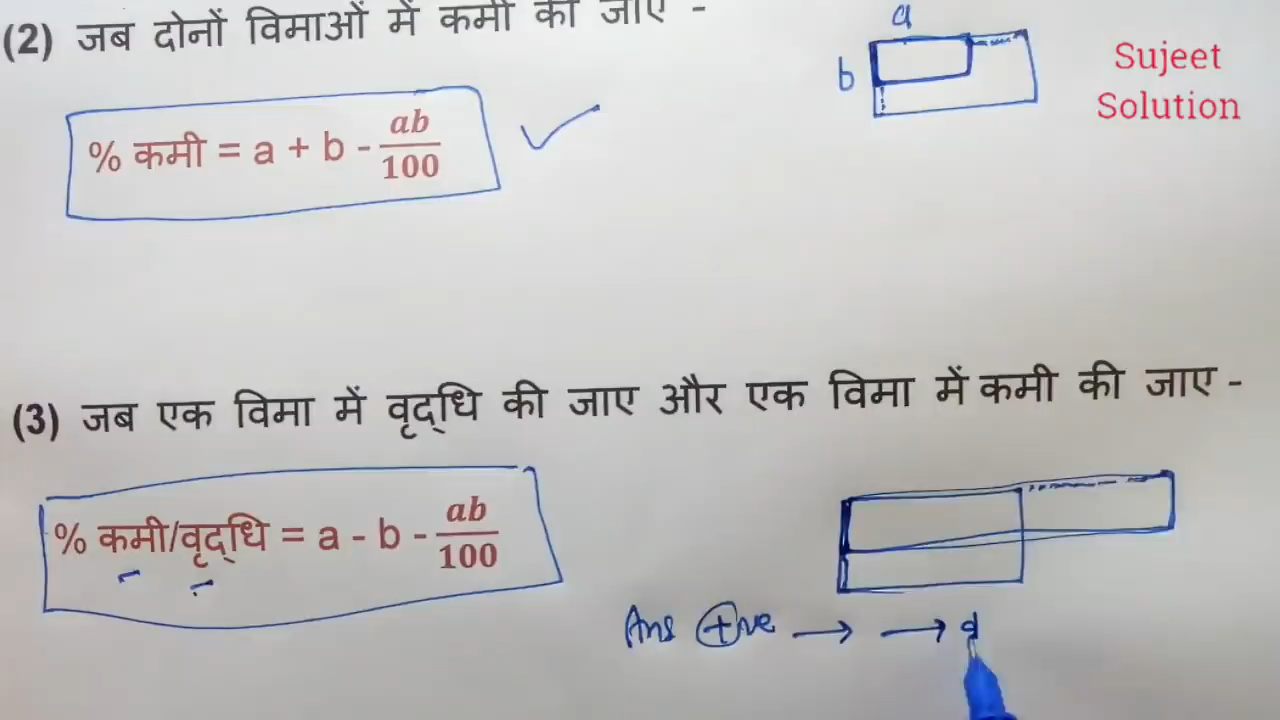 (2) जब दोनों विमाओं में कमी की जाए -
a
b
Sujeet
Solution
% कमी = a + b - ab/100
(3) जब एक विमा में वृद्धि की जाए और एक विमा में कमी की जाए -
% कमी/वृद्धि = a - b - ab/100
Ans +ve → →